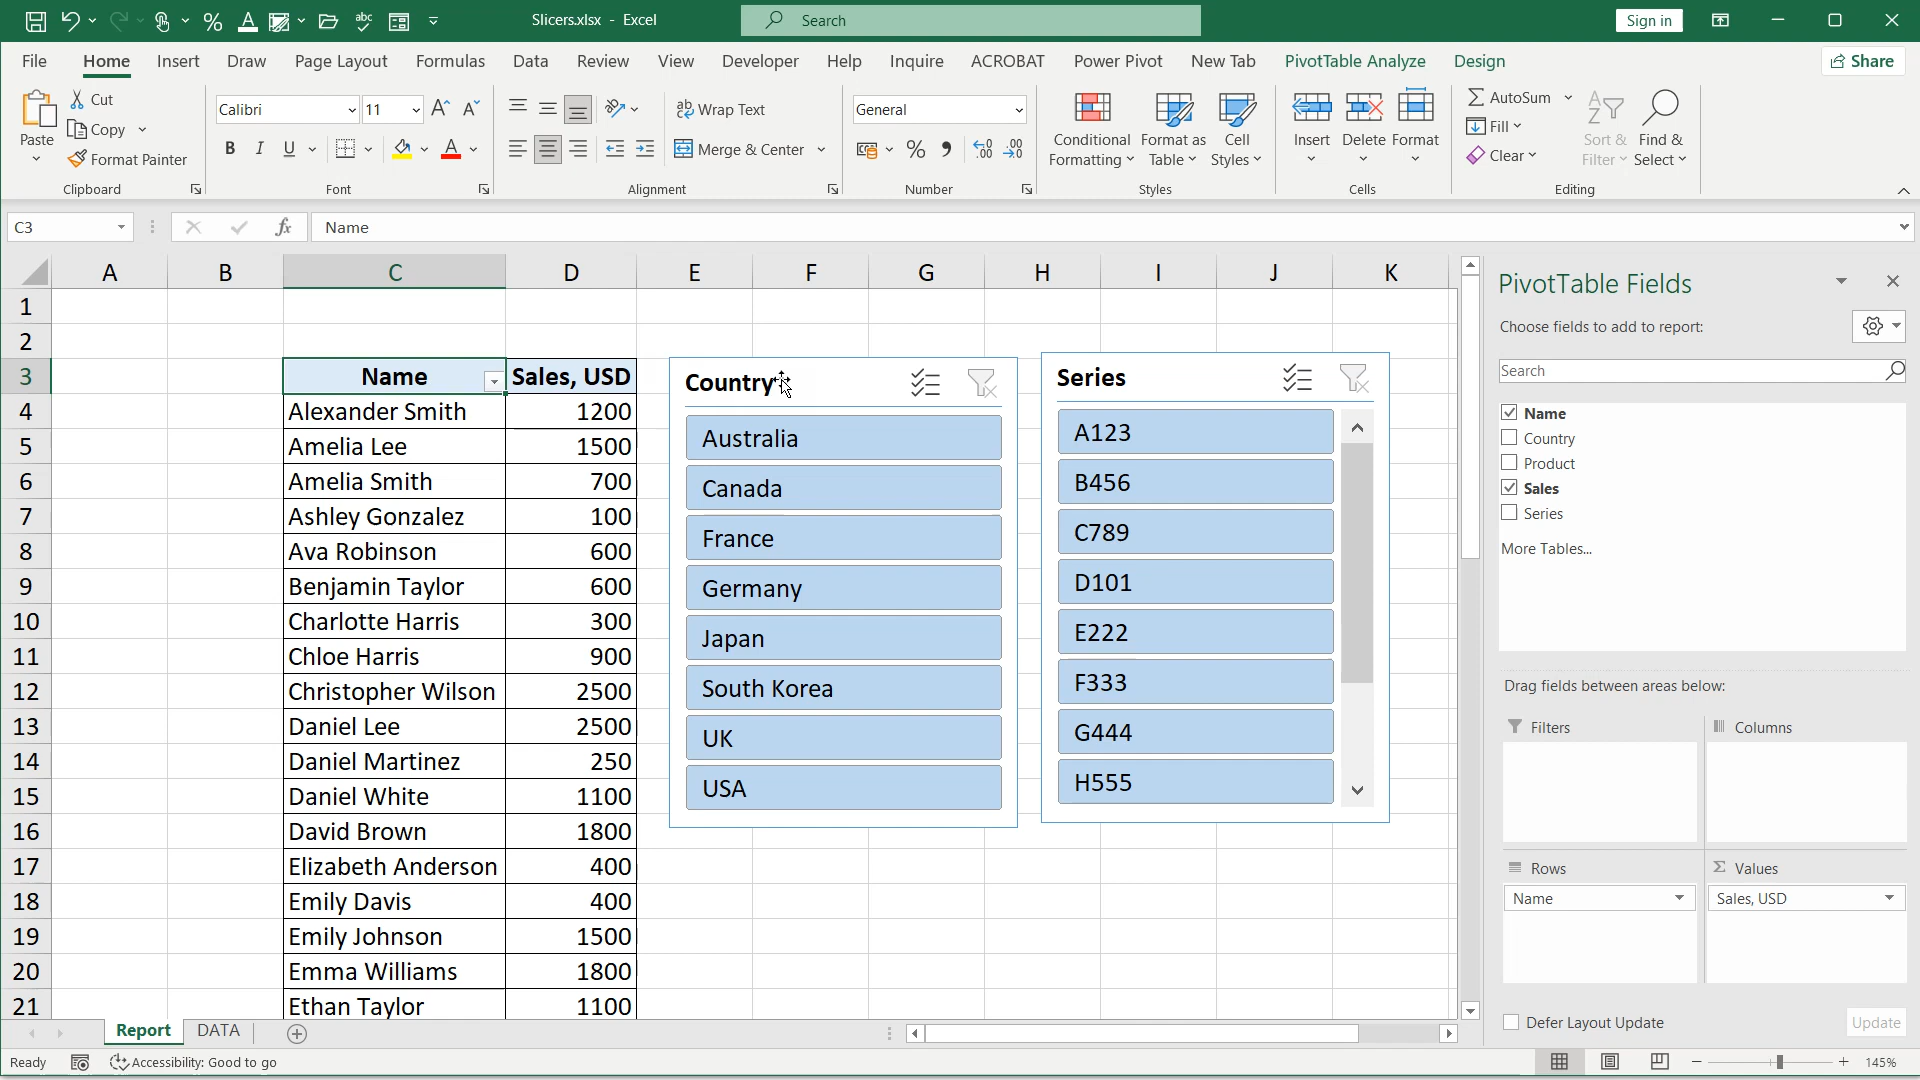 Slicers.xlsx - Excel
Search
Sign in
File Home Insert Draw Page Layout Formulas Data Review View Developer Help Inquire ACROBAT Power Pivot New Tab PivotTable Analyze Design Share
Paste
Cut
Copy
Format Painter
Clipboard
Calibri 11
B I U
Font
ab Wrap Text
Merge & Center
Alignment
General
Number
Conditional Formatting
Format as Table
Cell Styles
Styles
Insert
Delete
Format
Cells
AutoSum
Fill
Clear
Sort & Filter
Find & Select
Editing
C3
fx
Name
A B C D E F G H I J K
1
2
3 Name Sales, USD
4 Alexander Smith 1200
5 Amelia Lee 1500
6 Amelia Smith 700
7 Ashley Gonzalez 100
8 Ava Robinson 600
9 Benjamin Taylor 600
10 Charlotte Harris 300
11 Chloe Harris 900
12 Christopher Wilson 2500
13 Daniel Lee 2500
14 Daniel Martinez 250
15 Daniel White 1100
16 David Brown 1800
17 Elizabeth Anderson 400
18 Emily Davis 400
19 Emily Johnson 1500
20 Emma Williams 1800
21 Ethan Taylor 1100
Country
Australia
Canada
France
Germany
Japan
South Korea
UK
USA
Series
A123
B456
C789
D101
E222
F333
G444
H555
PivotTable Fields
Choose fields to add to report:
Search
Name
Country
Product
Sales
Series
More Tables...
Drag fields between areas below:
Filters
Columns
Rows
Values
Name
Sales, USD
Defer Layout Update
Update
Report DATA
Ready
Accessibility: Good to go
145%